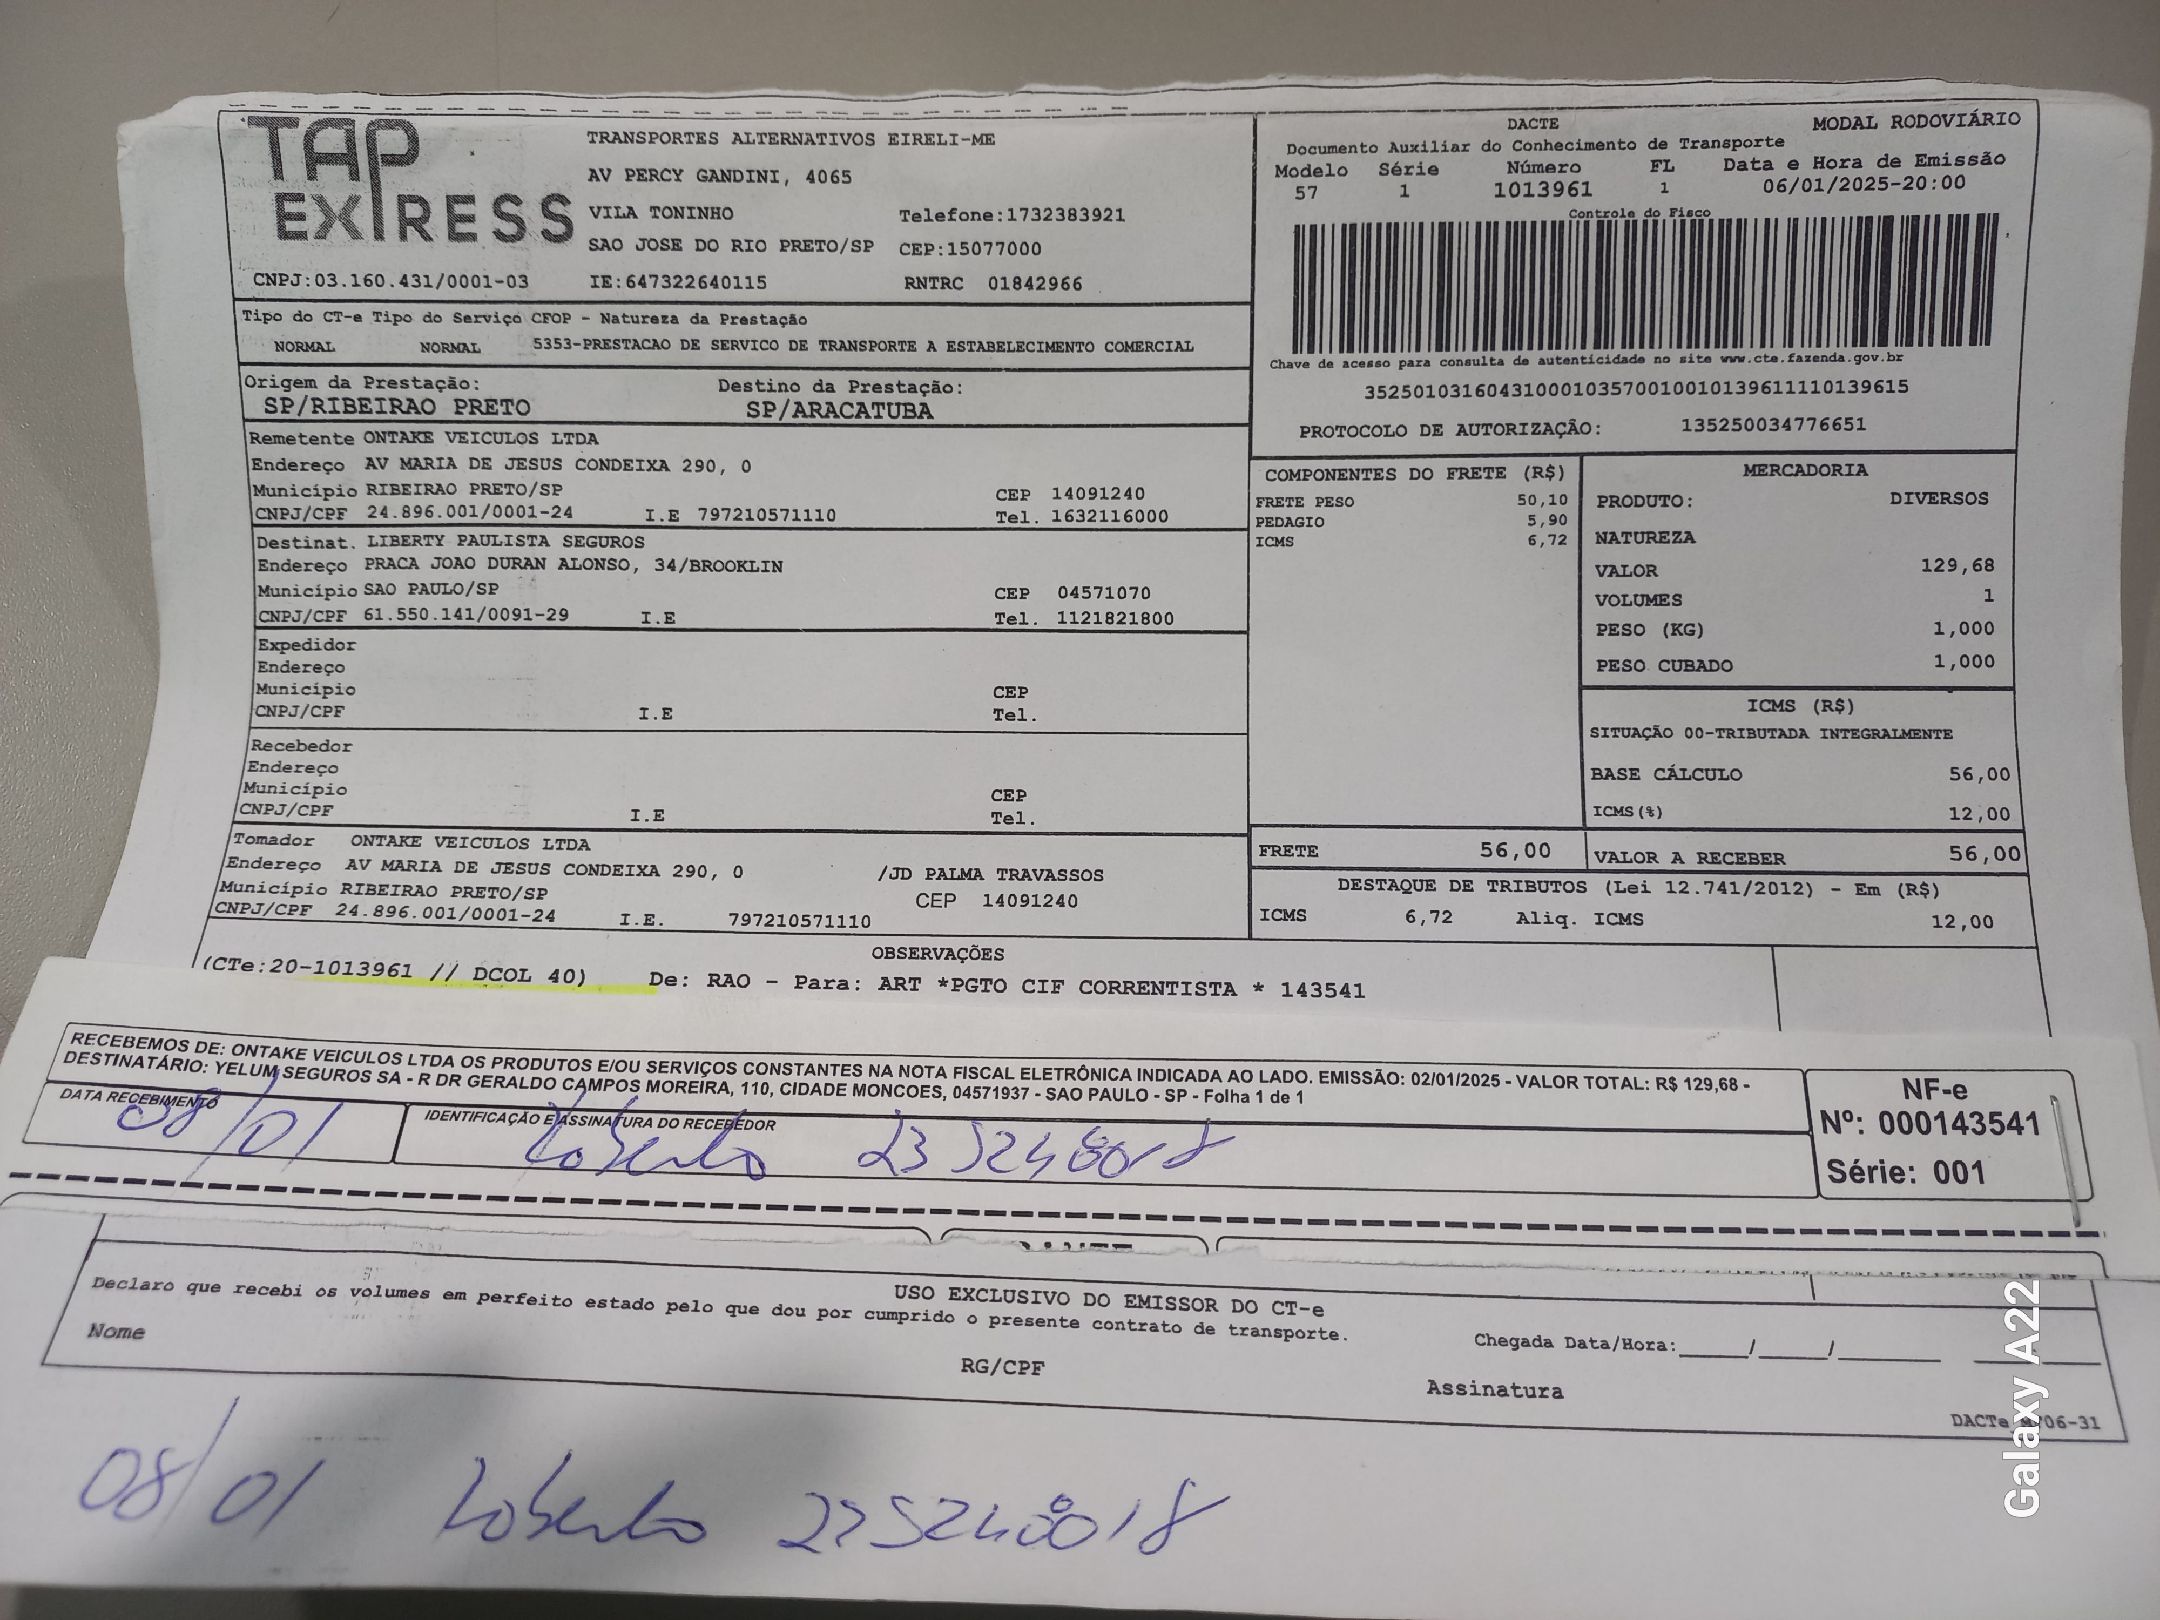 TAP EXPRESS
TRANSPORTES ALTERNATIVOS EIRELI-ME
AV PERCY GANDINI, 4065
VILA TONINHO Telefone:1732383921
SAO JOSE DO RIO PRETO/SP CEP:15077000
CNPJ:03.160.431/0001-03 IE:647322640115 RNTRC 01842966
DACTE MODAL RODOVIÁRIO
Documento Auxiliar do Conhecimento de Transporte
Modelo Série Número FL Data e Hora de Emissão
57 1 1013961 1 06/01/2025-20:00
Controle do Fisco
Chave de acesso para consulta de autenticidade no site www.cte.fazenda.gov.br
35250103160431000103570010010139611110139615
PROTOCOLO DE AUTORIZAÇÃO: 135250034776651
Tipo do CT-e Tipo do Serviço CFOP - Natureza da Prestação
NORMAL NORMAL 5353-PRESTACAO DE SERVICO DE TRANSPORTE A ESTABELECIMENTO COMERCIAL
Origem da Prestação: Destino da Prestação:
SP/RIBEIRAO PRETO SP/ARACATUBA
Remetente ONTAKE VEICULOS LTDA
Endereço AV MARIA DE JESUS CONDEIXA 290, 0
Município RIBEIRAO PRETO/SP CEP 14091240
CNPJ/CPF 24.896.001/0001-24 I.E 797210571110 Tel. 1632116000
Destinat. LIBERTY PAULISTA SEGUROS
Endereço PRACA JOAO DURAN ALONSO, 34/BROOKLIN
Município SAO PAULO/SP CEP 04571070
CNPJ/CPF 61.550.141/0091-29 I.E Tel. 1121821800
Expedidor
Endereço
Município CEP
CNPJ/CPF I.E Tel.
Recebedor
Endereço
Município CEP
CNPJ/CPF I.E Tel.
Tomador ONTAKE VEICULOS LTDA
Endereço AV MARIA DE JESUS CONDEIXA 290, 0 /JD PALMA TRAVASSOS
Município RIBEIRAO PRETO/SP CEP 14091240
CNPJ/CPF 24.896.001/0001-24 I.E. 797210571110
COMPONENTES DO FRETE (R$)
FRETE PESO 50,10
PEDAGIO 5,90
ICMS 6,72
MERCADORIA
PRODUTO: DIVERSOS
NATUREZA
VALOR 129,68
VOLUMES 1
PESO (KG) 1,000
PESO CUBADO 1,000
ICMS (R$)
SITUAÇÃO 00-TRIBUTADA INTEGRALMENTE
BASE CÁLCULO 56,00
ICMS(%) 12,00
FRETE 56,00 VALOR A RECEBER 56,00
DESTAQUE DE TRIBUTOS (Lei 12.741/2012) - Em (R$)
ICMS 6,72 Aliq. ICMS 12,00
OBSERVAÇÕES
(CTe:20-1013961 // DCOL 40) De: RAO - Para: ART *PGTO CIF CORRENTISTA * 143541
RECEBEMOS DE: ONTAKE VEICULOS LTDA OS PRODUTOS E/OU SERVIÇOS CONSTANTES NA NOTA FISCAL ELETRÔNICA INDICADA AO LADO. EMISSÃO: 02/01/2025 - VALOR TOTAL: R$ 129,68 -
DESTINATÁRIO: YELUM SEGUROS SA - R DR GERALDO CAMPOS MOREIRA, 110, CIDADE MONCOES, 04571937 - SAO PAULO - SP - Folha 1 de 1
DATA RECEBIMENTO IDENTIFICAÇÃO E ASSINATURA DO RECEBEDOR
08/01 Roberto
NF-e
Nº: 000143541
Série: 001
USO EXCLUSIVO DO EMISSOR DO CT-e
Declaro que recebi os volumes em perfeito estado pelo que dou por cumprido o presente contrato de transporte.
Nome RG/CPF Chegada Data/Hora:_____/_____/_______
Assinatura
08/01 Roberto
Galaxy A22